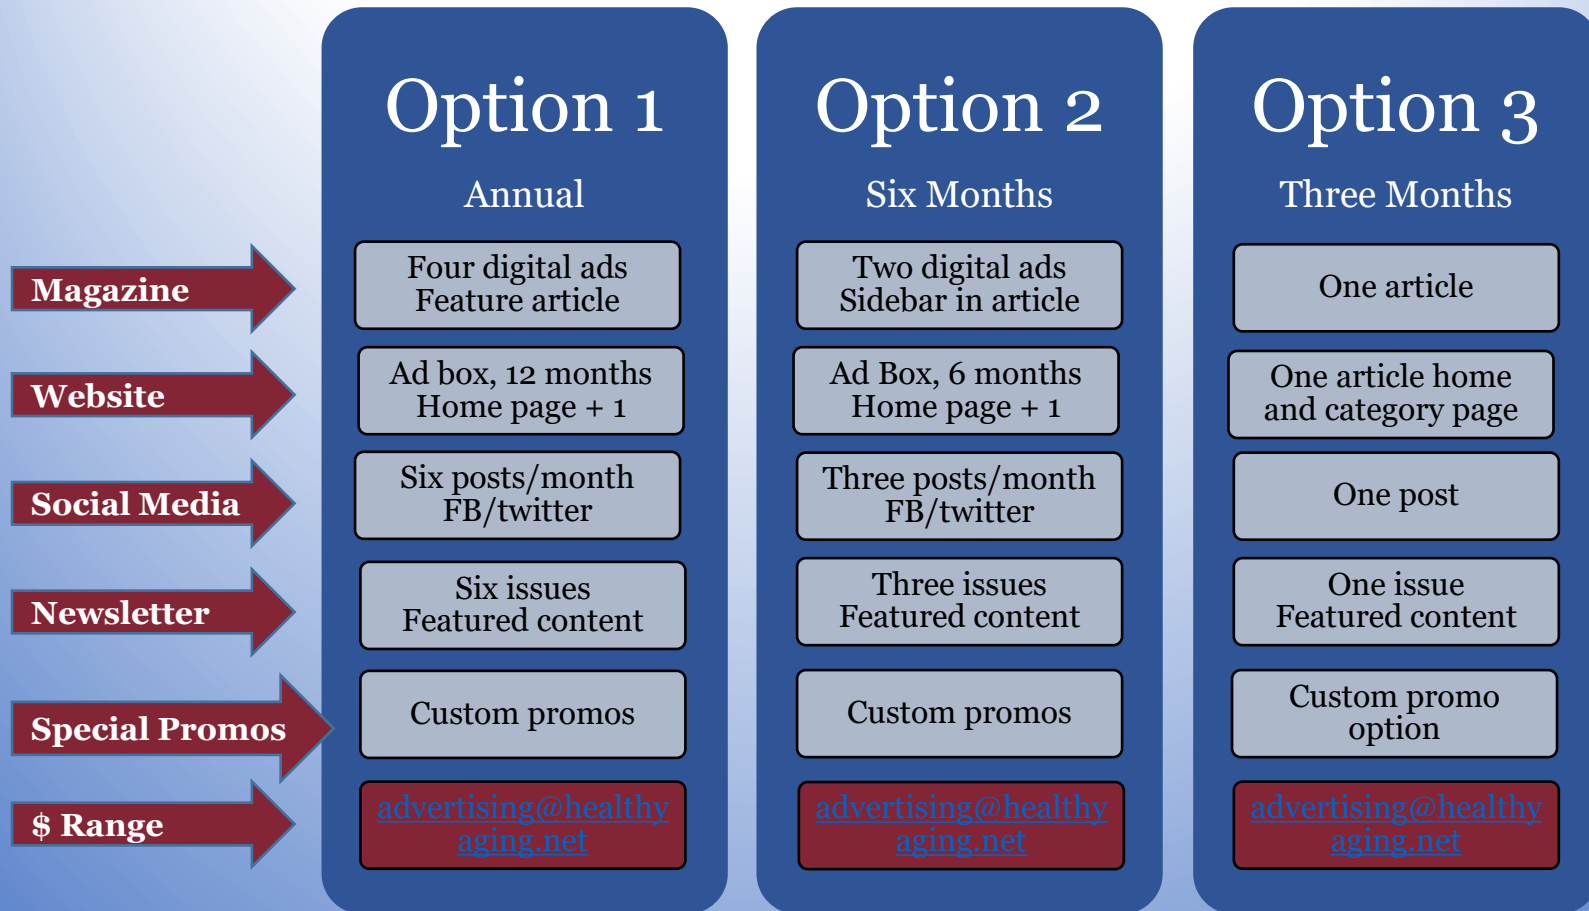 Option 1
Option 2
Option 3
Annual
Six Months
Three Months
Magazine
Four digital ads
Feature article
Two digital ads
Sidebar in article
One article
Website
Ad box, 12 months
Home page + 1
Ad Box, 6 months
Home page + 1
One article home
and category page
Social Media
Six posts/month
FB/twitter
Three posts/month
FB/twitter
One post
Newsletter
Six issues
Featured content
Three issues
Featured content
One issue
Featured content
Special Promos
Custom promos
Custom promos
Custom promo
option
$ Range
advertising@healthy
aging.net
advertising@healthy
aging.net
advertising@healthy
aging.net